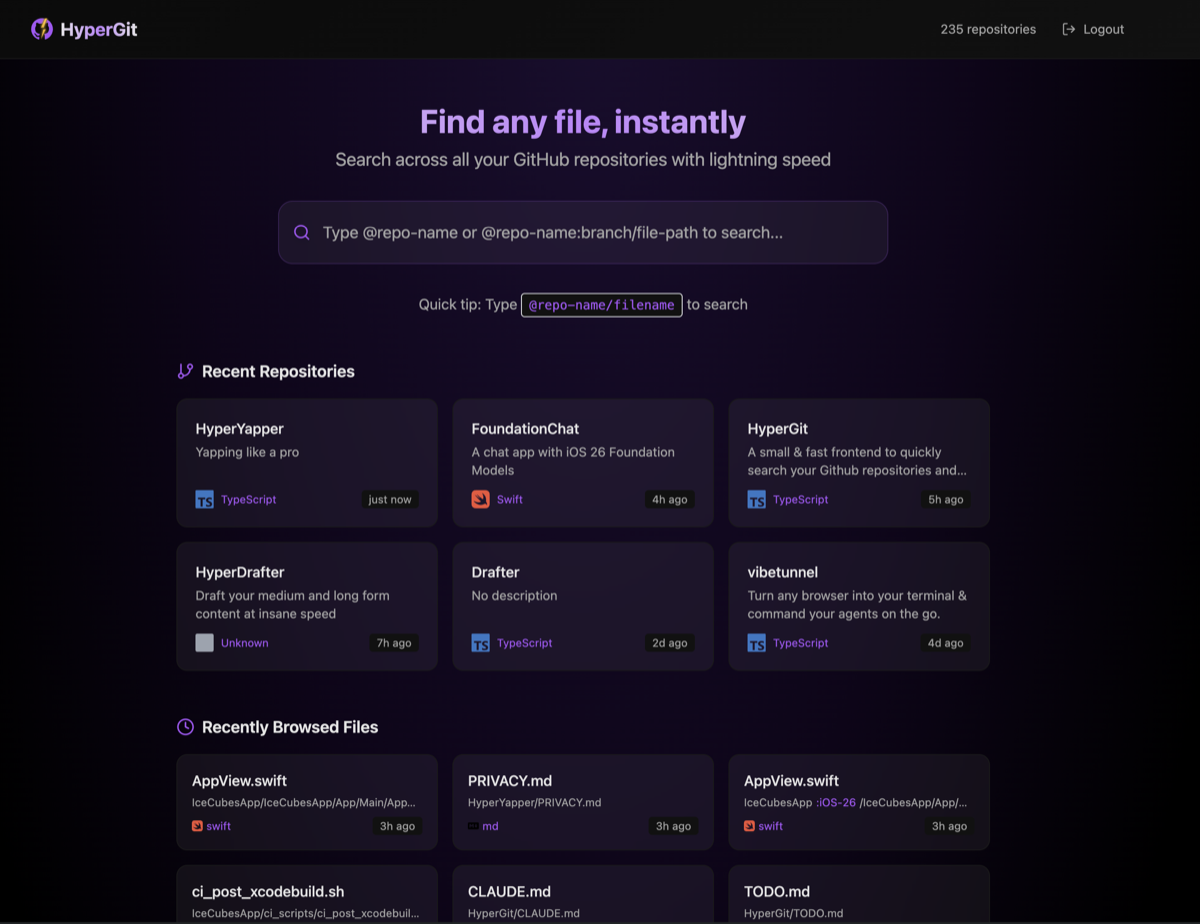 HyperGit
235 repositories
Logout
Find any file, instantly
Search across all your GitHub repositories with lightning speed
Type @repo-name or @repo-name:branch/file-path to search...
Quick tip: Type @repo-name/filename to search
Recent Repositories
HyperYapper
Yapping like a pro
TS TypeScript just now
FoundationChat
A chat app with iOS 26 Foundation
Models
Swift 4h ago
HyperGit
A small & fast frontend to quickly
search your Github repositories and...
TS TypeScript 5h ago
HyperDrafter
Draft your medium and long form
content at insane speed
Unknown 7h ago
Drafter
No description
TS TypeScript 2d ago
vibetunnel
Turn any browser into your terminal &
command your agents on the go.
TS TypeScript 4d ago
Recently Browsed Files
AppView.swift
IceCubesApp/IceCubesApp/App/Main/App...
swift 3h ago
PRIVACY.md
HyperYapper/PRIVACY.md
md 3h ago
AppView.swift
IceCubesApp :iOS-26 /IceCubesApp/App/...
swift 3h ago
ci_post_xcodebuild.sh
IceCubesApp/ci_scripts/ci_post_xcodebuil...
CLAUDE.md
HyperGit/CLAUDE.md
TODO.md
HyperGit/TODO.md